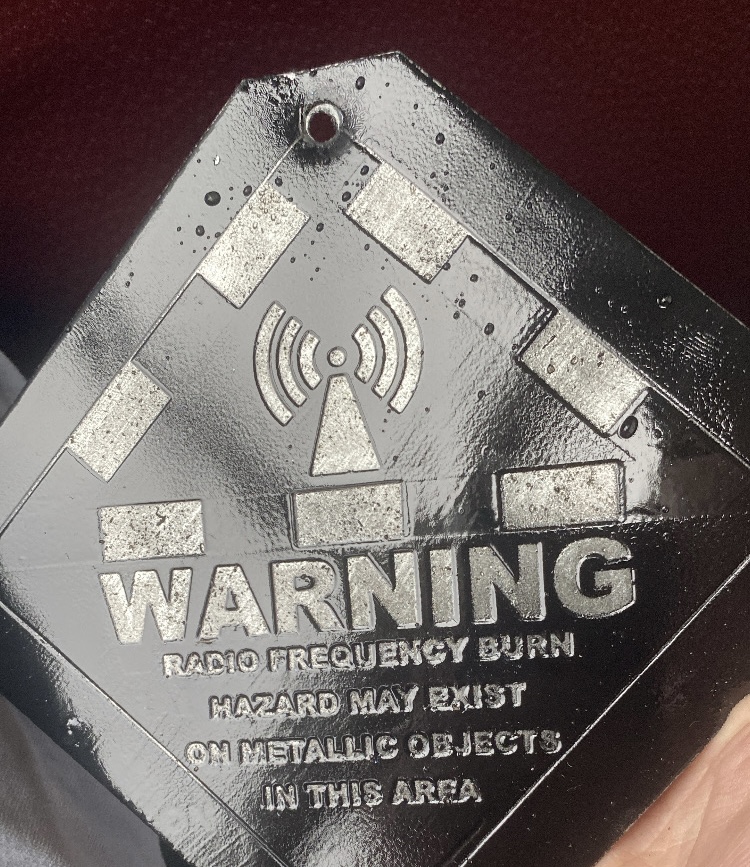 WARNING
RADIO FREQUENCY BURN
HAZARD MAY EXIST
ON METALLIC OBJECTS
IN THIS AREA